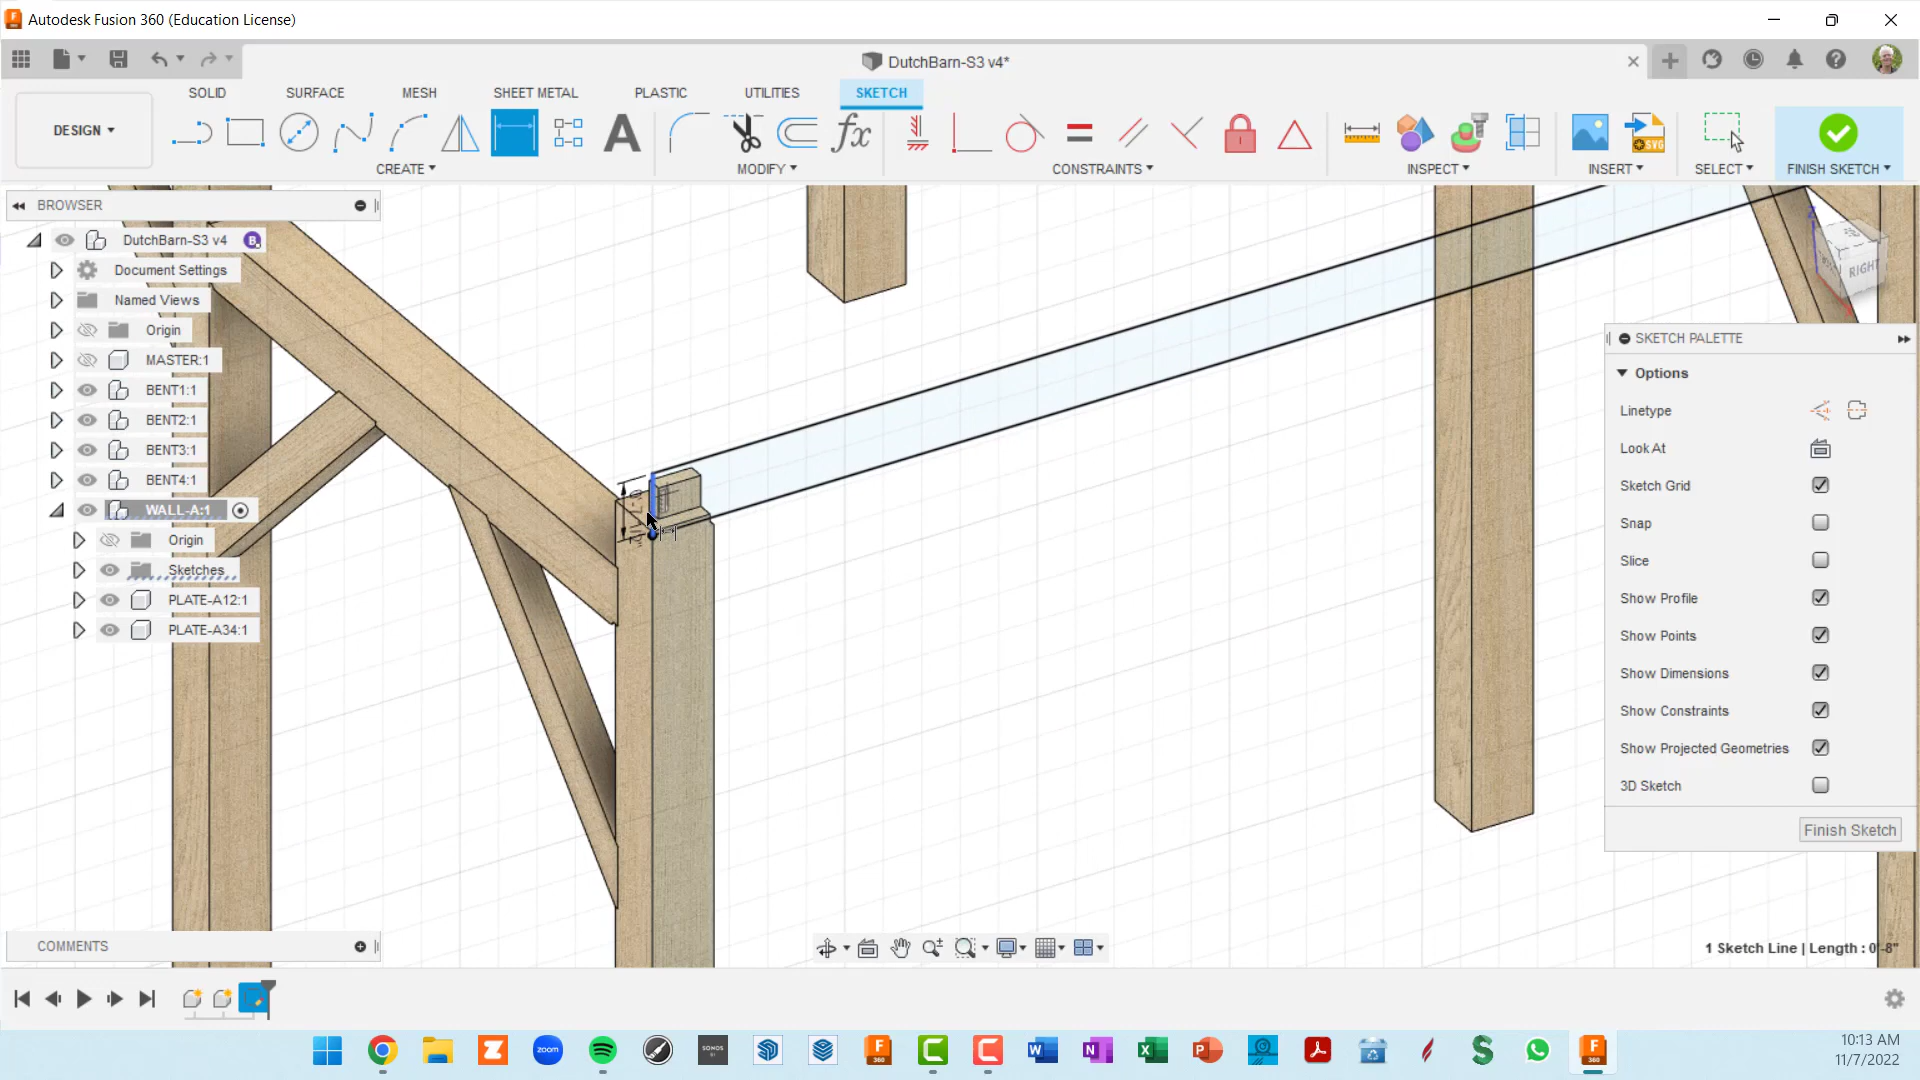 Autodesk Fusion 360 (Education License)
DutchBarn-S3 v4*
SOLID SURFACE MESH SHEET METAL PLASTIC UTILITIES SKETCH
DESIGN
CREATE MODIFY CONSTRAINTS INSPECT INSERT SELECT FINISH SKETCH
BROWSER
DutchBarn-S3 v4
Document Settings
Named Views
Origin
MASTER:1
BENT1:1
BENT2:1
BENT3:1
BENT4:1
WALL-A:1
Origin
Sketches
PLATE-A12:1
PLATE-A34:1
RIGHT
SKETCH PALETTE
Options
Linetype
Look At
Sketch Grid
Snap
Slice
Show Profile
Show Points
Show Dimensions
Show Constraints
Show Projected Geometries
3D Sketch
Finish Sketch
COMMENTS
1 Sketch Line | Length : 0'-8"
zoom
SONOS
10:13 AM
11/7/2022